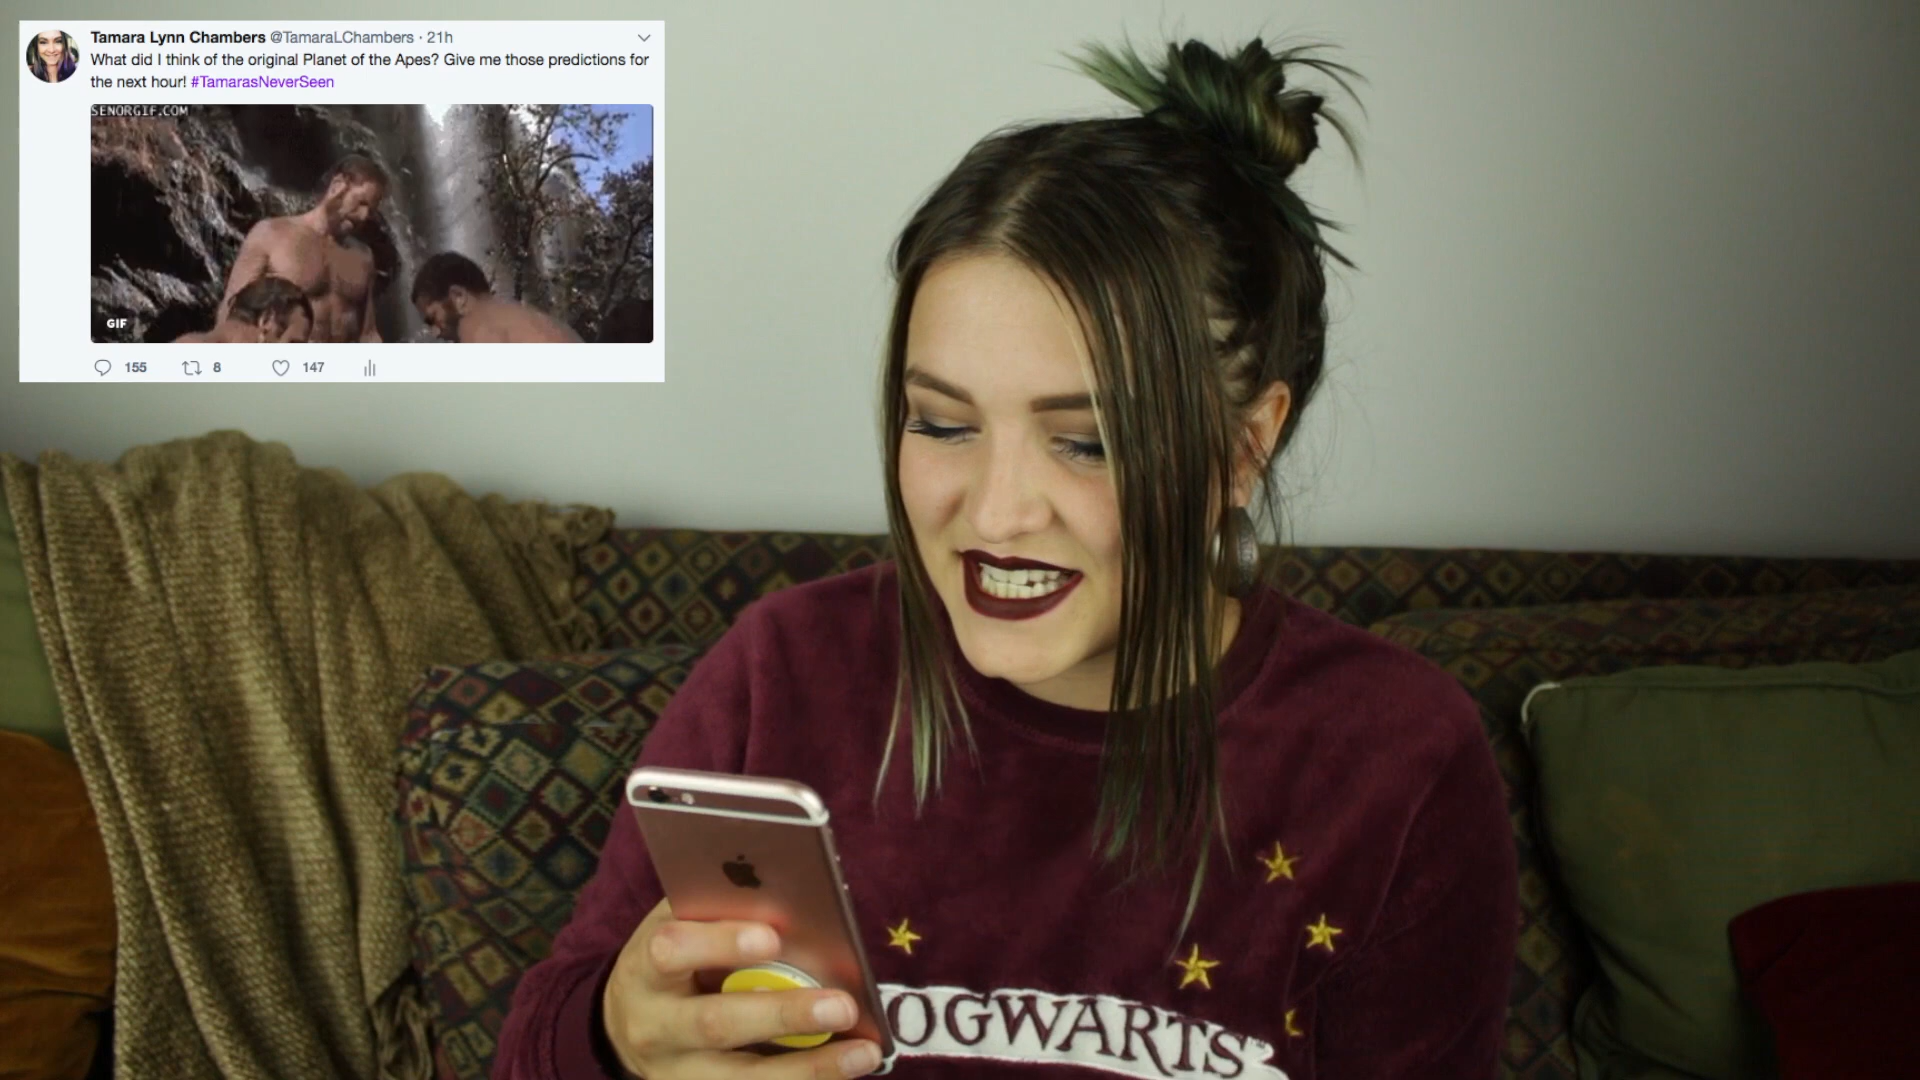 Tamara Lynn Chambers @TamaraLChambers · 21h
What did I think of the original Planet of the Apes? Give me those predictions for
the next hour! #TamarasNeverSeen
SENORGIF.COM
GIF
155 8 147
OGWARTS